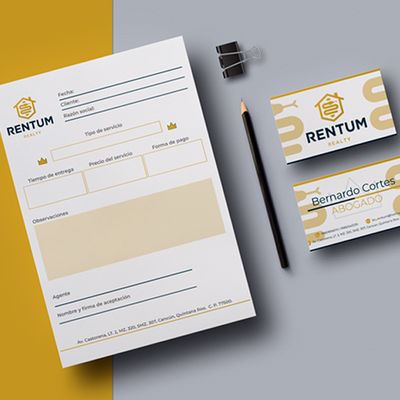 RENTUM
REALTY
Fecha:
Cliente:
Razón social:
Tipo de servicio
Tiempo de entrega
Precio del servicio
Forma de pago
Observaciones
Agente
Nombre y firma de aceptación
Av. Castorena, LT. 2, MZ. 320, SMZ. 307, Cancún, Quintana Roo. C. P. 77500.
RENTUM
REALTY
Bernardo Cortes
ABOGADO